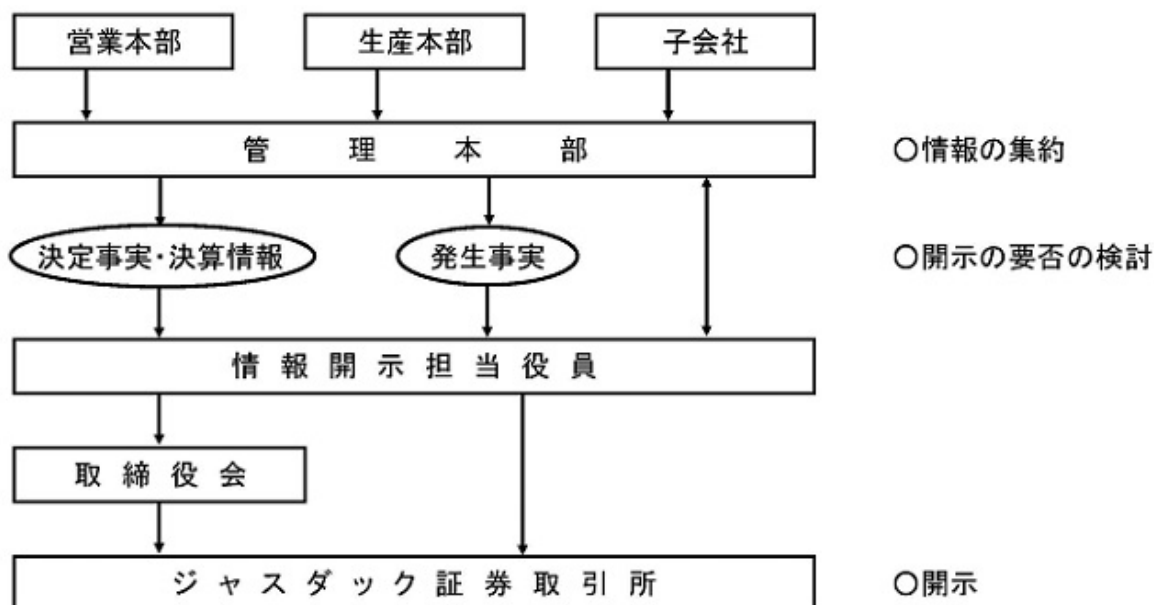 営業本部 生産本部 子会社
管理本部 ○情報の集約
決定事実・決算情報 発生事実 ○開示の要否の検討
情報開示担当役員
取締役会
ジャスダック証券取引所 ○開示